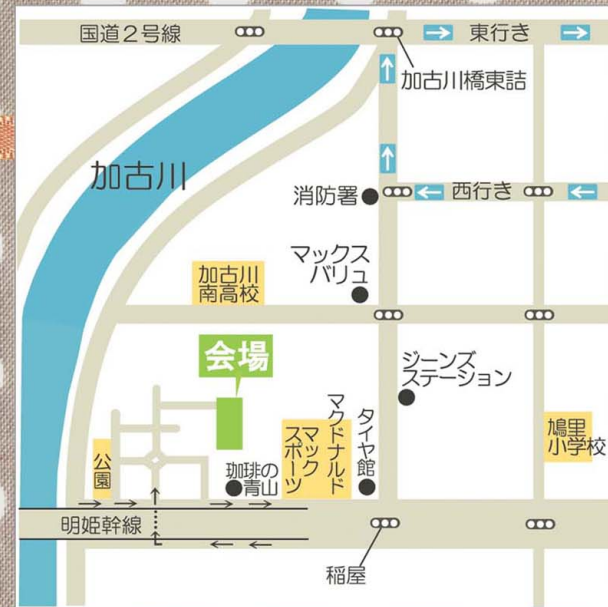 国道2号線
東行き
加古川橋東詰
加古川
消防署
西行き
マックス
バリュ
加古川
南高校
会場
ジーンズ
ステーション
マクドナルド
マック
スポーツ
タイヤ館
鳩里
小学校
公園
珈琲の
青山
明姫幹線
稲屋